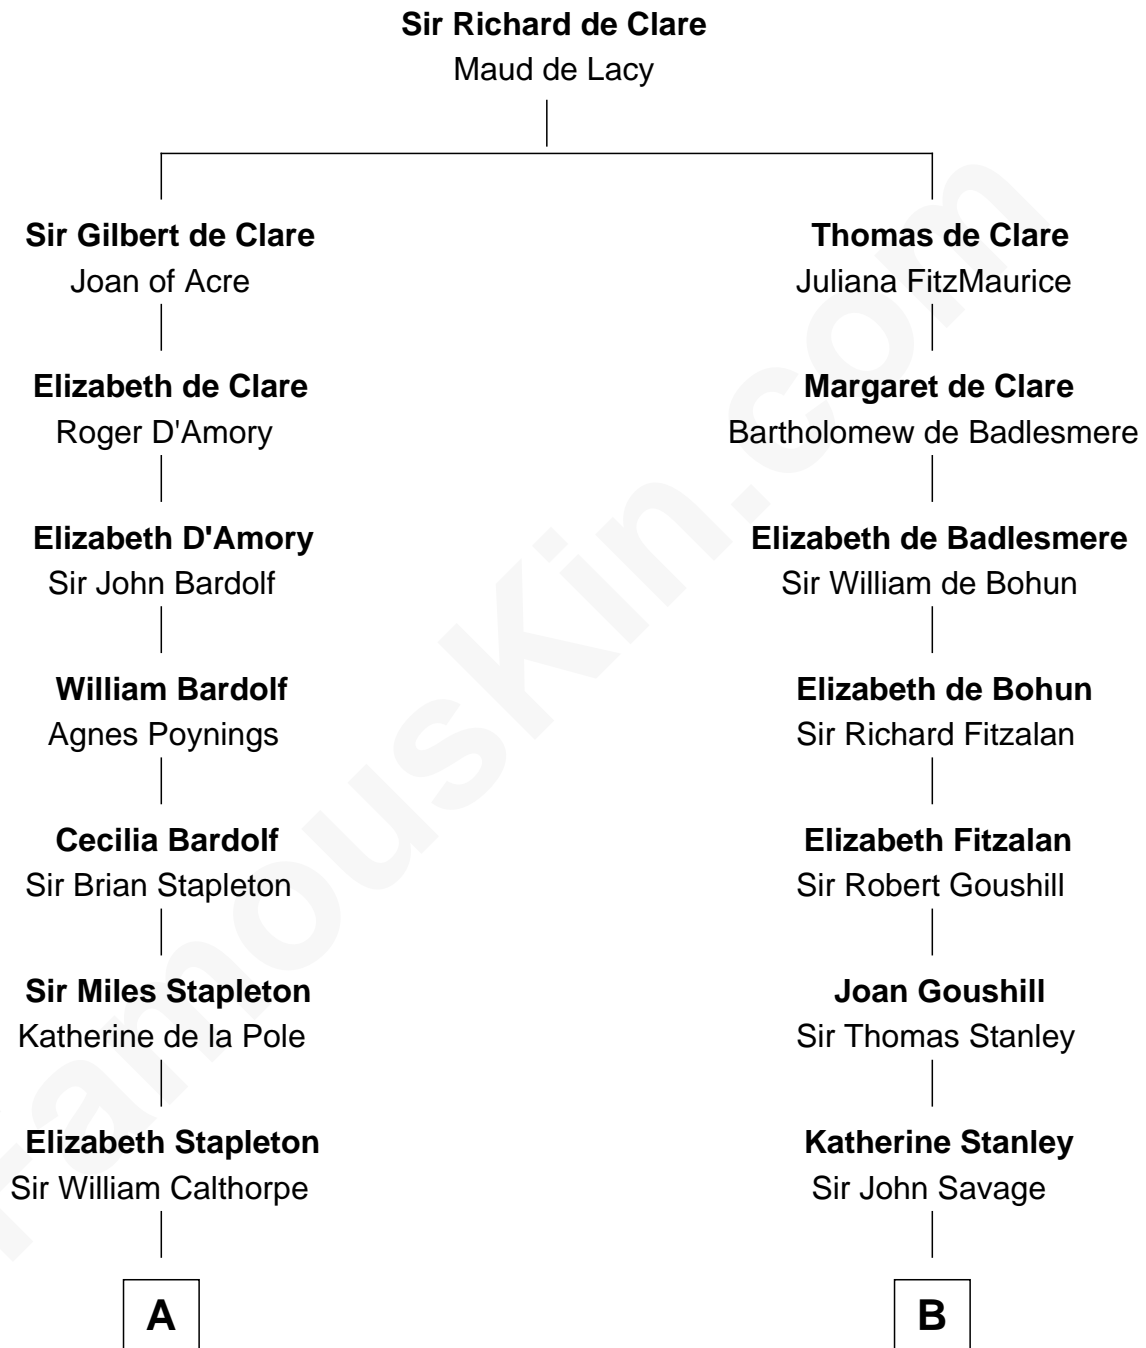 Sir Richard de Clare
Maud de Lacy
Sir Gilbert de Clare
Joan of Acre
Elizabeth de Clare
Roger D'Amory
Elizabeth D'Amory
Sir John Bardolf
William Bardolf
Agnes Poynings
Cecilia Bardolf
Sir Brian Stapleton
Sir Miles Stapleton
Katherine de la Pole
Elizabeth Stapleton
Sir William Calthorpe
A
Thomas de Clare
Juliana FitzMaurice
Margaret de Clare
Bartholomew de Badlesmere
Elizabeth de Badlesmere
Sir William de Bohun
Elizabeth de Bohun
Sir Richard Fitzalan
Elizabeth Fitzalan
Sir Robert Goushill
Joan Goushill
Sir Thomas Stanley
Katherine Stanley
Sir John Savage
B
FamousKin.com